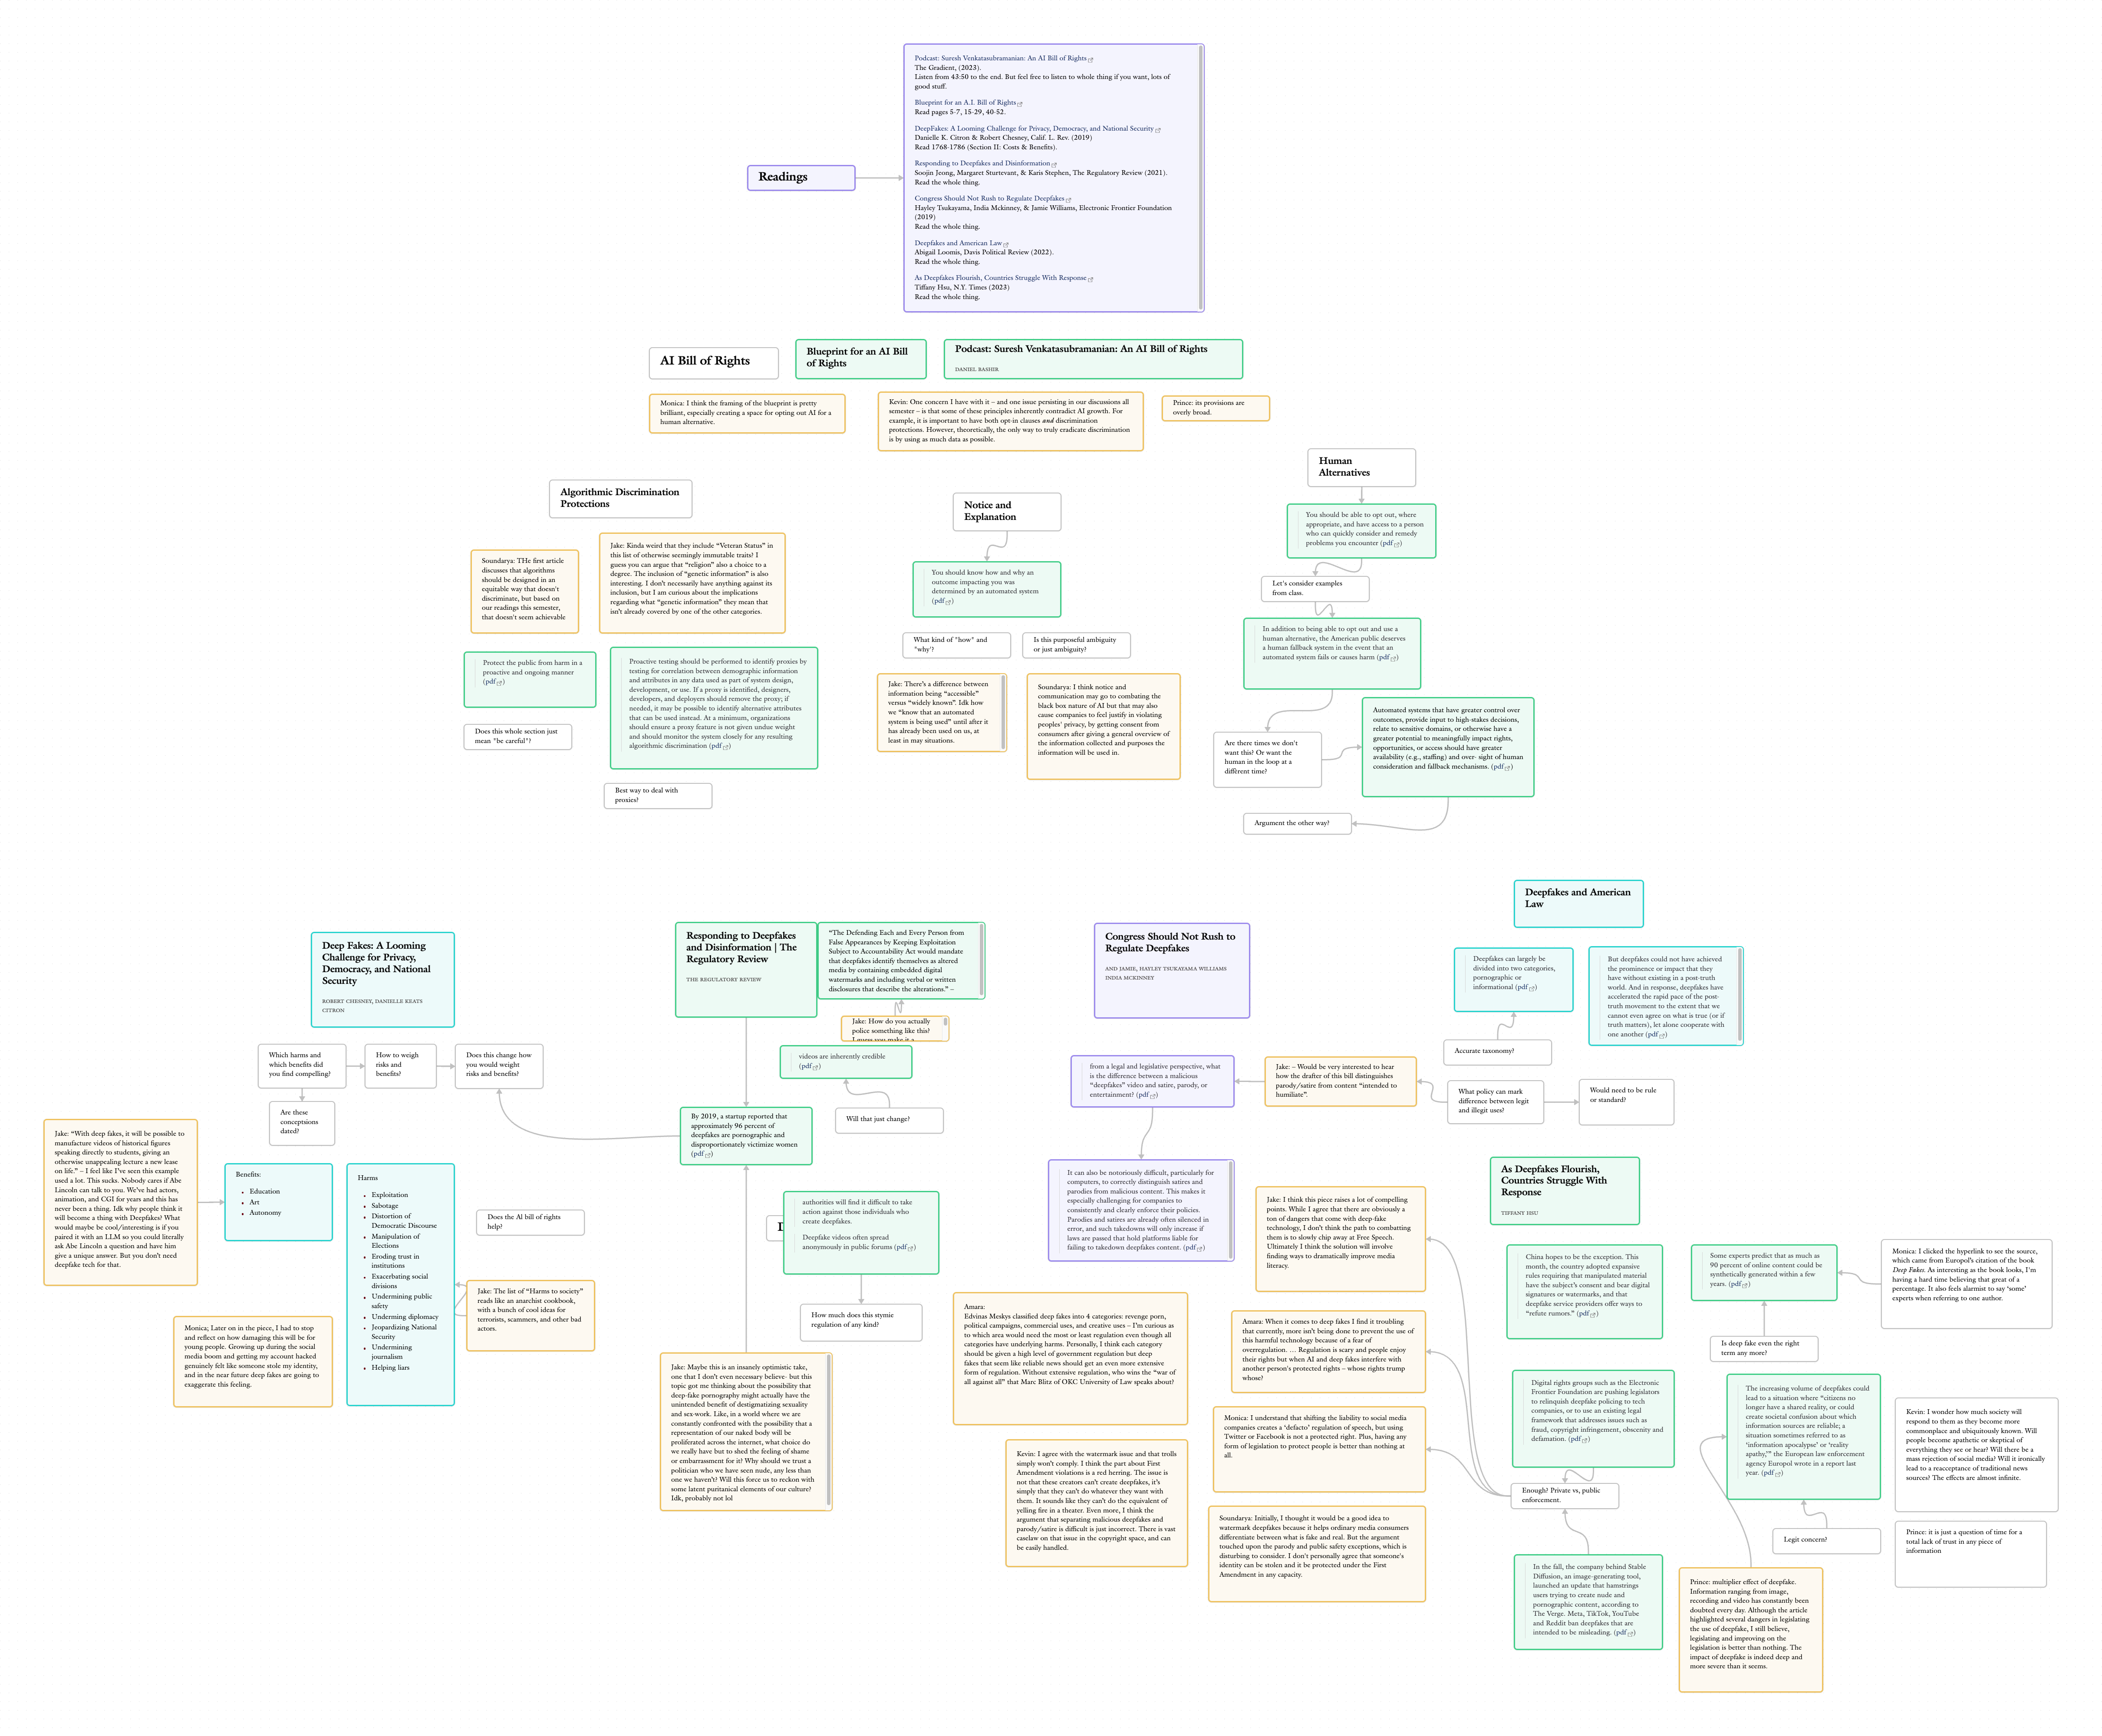 Readings
Podcast: Suresh Venkatasubramanian: An AI Bill of Rights
The Gradient, (2023).
Listen from 43:50 to the end. But feel free to listen to whole thing if you want, lots of
good stuff.
Blueprint for an A.I. Bill of Rights
Read pages 5-7, 15-29, 40-52.
DeepFakes: A Looming Challenge for Privacy, Democracy, and National Security
Danielle K. Citron & Robert Chesney, Calif. L. Rev. (2019)
Read 1768-1786 (Section II: Costs & Benefits).
Responding to Deepfakes and Disinformation
Soojin Jeong, Margaret Sturtevant, & Karis Stephen, The Regulatory Review (2021).
Read the whole thing.
Congress Should Not Rush to Regulate Deepfakes
Hayley Tsukayama, India Mckinney, & Jamie Williams, Electronic Frontier Foundation
(2019)
Read the whole thing.
Deepfakes and American Law
Abigail Loomis, Davis Political Review (2022).
Read the whole thing.
As Deepfakes Flourish, Countries Struggle With Response
Tiffany Hsu, N.Y. Times (2023)
Read the whole thing.
AI Bill of Rights
Blueprint for an AI Bill
of Rights
Podcast: Suresh Venkatasubramanian: An AI Bill of Rights
DANIEL BASHIR
Monica: I think the framing of the blueprint is pretty
brilliant, especially creating a space for opting out AI for a
human alternative.
Kevin: One concern I have with it – and one issue persisting in our discussions all
semester – is that some of these principles inherently contradict AI growth. For
example, it is important to have both opt-in clauses and discrimination
protections. However, theoretically, the only way to truly eradicate discrimination
is by using as much data as possible.
Prince: its provisions are
overly broad.
Algorithmic Discrimination
Protections
Soundarya: THe first article
discusses that algorithms
should be designed in an
equitable way that doesn't
discriminate, but based on
our readings this semester,
that doesn't seem achievable
Jake: Kinda weird that they include “Veteran Status” in
this list of otherwise seemingly immutable traits? I
guess you can argue that “religion” also a choice to a
degree. The inclusion of “genetic information” is also
interesting. I don't necessarily have anything against its
inclusion, but I am curious about the implications
regarding what “genetic information” they mean that
isn't already covered by one of the other categories.
Protect the public from harm in a
proactive and ongoing manner
(pdf)
Does this whole section just
mean "be careful"?
Proactive testing should be performed to identify proxies by
testing for correlation between demographic information
and attributes in any data used as part of system design,
development, or use. If a proxy is identified, designers,
developers, and deployers should remove the proxy; if
needed, it may be possible to identify alternative attributes
that can be used instead. At a minimum, organizations
should ensure a proxy feature is not given undue weight
and should monitor the system closely for any resulting
algorithmic discrimination (pdf)
Best way to deal with
proxies?
Notice and
Explanation
You should know how and why an
outcome impacting you was
determined by an automated system
(pdf)
What kind of "how" and
"why'?
Is this purposeful ambiguity
or just ambiguity?
Jake: There's a difference between
information being “accessible”
versus “widely known”. Idk how
we “know that an automated
system is being used” until after it
has already been used on us, at
least in may situations.
Soundarya: I think notice and
communication may go to combating the
black box nature of AI but that may also
cause companies to feel justify in violating
peoples' privacy, by getting consent from
consumers after giving a general overview of
the information collected and purposes the
information will be used in.
Human
Alternatives
You should be able to opt out, where
appropriate, and have access to a person
who can quickly consider and remedy
problems you encounter (pdf)
Let's consider examples
from class.
In addition to being able to opt out and use a
human alternative, the American public deserves
a human fallback system in the event that an
automated system fails or causes harm (pdf)
Are there times we don't
want this? Or want the
human in the loop at a
different time?
Automated systems that have greater control over
outcomes, provide input to high-stakes decisions,
relate to sensitive domains, or otherwise have a
greater potential to meaningfully impact rights,
opportunities, or access should have greater
availability (e.g., staffing) and over- sight of human
consideration and fallback mechanisms. (pdf)
Argument the other way?
Deep Fakes: A Looming
Challenge for Privacy,
Democracy, and National
Security
ROBERT CHESNEY, DANIELLE KEATS
CITRON
Which harms and
which benefits did
you find compelling?
How to weigh
risks and
benefits?
Does this change how
you would weight
risks and benefits?
Are these
conceptsions
dated?
Jake: “With deep fakes, it will be possible to
manufacture videos of historical figures
speaking directly to students, giving an
otherwise unappealing lecture a new lease
on life.” – I feel like I've seen this example
used a lot. This sucks. Nobody cares if Abe
Lincoln can talk to you. We've had actors,
animation, and CGI for years and this has
never been a thing. Idk why people think it
will become a thing with Deepfakes? What
would maybe be cool/interesting is if you
paired it with an LLM so you could literally
ask Abe Lincoln a question and have him
give a unique answer. But you don't need
deepfake tech for that.
Benefits:
• Education
• Art
• Autonomy
Harms
• Exploitation
• Sabotage
• Distortion of
Democratic Discourse
• Manipulation of
Elections
• Eroding trust in
institutions
• Exacerbating social
divisions
• Undermining public
safety
• Underming diplomacy
• Jeopardizing National
Security
• Undermining
journalism
• Helping liars
Does the AI bill of rights
help?
Jake: The list of “Harms to society”
reads like an anarchist cookbook,
with a bunch of cool ideas for
terrorists, scammers, and other bad
actors.
Monica; Later on in the piece, I had to stop
and reflect on how damaging this will be for
young people. Growing up during the social
media boom and getting my account hacked
genuinely felt like someone stole my identity,
and in the near future deep fakes are going to
exaggerate this feeling.
Responding to Deepfakes
and Disinformation | The
Regulatory Review
THE REGULATORY REVIEW
“The Defending Each and Every Person from
False Appearances by Keeping Exploitation
Subject to Accountability Act would mandate
that deepfakes identify themselves as altered
media by containing embedded digital
watermarks and including verbal or written
disclosures that describe the alterations.” –
Jake: How do you actually
police something like this?
I guess you make it a
videos are inherently credible
(pdf)
Will that just change?
By 2019, a startup reported that
approximately 96 percent of
deepfakes are pornographic and
disproportionately victimize women
(pdf)
authorities will find it difficult to take
action against those individuals who
create deepfakes.
Deepfake videos often spread
anonymously in public forums (pdf)
How much does this stymie
regulation of any kind?
Jake: Maybe this is an insanely optimistic take,
one that I don't even necessary believe- but this
topic got me thinking about the possibility that
deep-fake pornography might actually have the
unintended benefit of destigmatizing sexuality
and sex-work. Like, in a world where we are
constantly confronted with the possibility that a
representation of our naked body will be
proliferated across the internet, what choice do
we really have but to shed the feeling of shame
or embarrassment for it? Why should we trust a
politician who we have seen nude, any less than
one we haven't? Will this force us to reckon with
some latent puritanical elements of our culture?
Idk, probably not lol
Congress Should Not Rush to
Regulate Deepfakes
AND JAMIE, HAYLEY TSUKAYAMA WILLIAMS
INDIA MCKINNEY
from a legal and legislative perspective, what
is the difference between a malicious
“deepfakes” video and satire, parody, or
entertainment? (pdf)
Jake: – Would be very interested to hear
how the drafter of this bill distinguishes
parody/satire from content “intended to
humiliate”.
It can also be notoriously difficult, particularly for
computers, to correctly distinguish satires and
parodies from malicious content. This makes it
especially challenging for companies to
consistently and clearly enforce their policies.
Parodies and satires are already often silenced in
error, and such takedowns will only increase if
laws are passed that hold platforms liable for
failing to takedown deepfakes content. (pdf)
Amara:
Edvinas Meskys classified deep fakes into 4 categories: revenge porn,
political campaigns, commercial uses, and creative uses – I'm curious as
to which area would need the most or least regulation even though all
categories have underlying harms. Personally, I think each category
should be given a high level of government regulation but deep
fakes that seem like reliable news should get an even more extensive
form of regulation. Without extensive regulation, who wins the “war of
all against all” that Marc Blitz of OKC University of Law speaks about?
Kevin: I agree with the watermark issue and that trolls
simply won't comply. I think the part about First
Amendment violations is a red herring. The issue is
not that these creators can't create deepfakes, it's
simply that they can't do whatever they want with
them. It sounds like they can't do the equivalent of
yelling fire in a theater. Even more, I think the
argument that separating malicious deepfakes and
parody/satire is difficult is just incorrect. There is vast
caselaw on that issue in the copyright space, and can
be easily handled.
Jake: I think this piece raises a lot of compelling
points. While I agree that there are obviously a
ton of dangers that come with deep-fake
technology, I don't think the path to combatting
them is to slowly chip away at Free Speech.
Ultimately I think the solution will involve
finding ways to dramatically improve media
literacy.
Amara: When it comes to deep fakes I find it troubling
that currently, more isn't being done to prevent the use of
this harmful technology because of a fear of
overregulation. … Regulation is scary and people enjoy
their rights but when AI and deep fakes interfere with
another person's protected rights – whose rights trump
whose?
Monica: I understand that shifting the liability to social media
companies creates a 'defacto' regulation of speech, but using
Twitter or Facebook is not a protected right. Plus, having any
form of legislation to protect people is better than nothing at
all.
Soundarya: Initially, I thought it would be a good idea to
watermark deepfakes because it helps ordinary media consumers
differentiate between what is fake and real. But the argument
touched upon the parody and public safety exceptions, which is
disturbing to consider. I don't personally agree that someone's
identity can be stolen and it be protected under the First
Amendment in any capacity.
Deepfakes and American
Law
Deepfakes can largely be
divided into two categories,
pornographic or
informational (pdf)
But deepfakes could not have achieved
the prominence or impact that they
have without existing in a post-truth
world. And in response, deepfakes have
accelerated the rapid pace of the post-
truth movement to the extent that we
cannot even agree on what is true (or if
truth matters), let alone cooperate with
one another (pdf)
Accurate taxonomy?
What policy can mark
difference between legit
and illegit uses?
Would need to be rule
or standard?
As Deepfakes Flourish,
Countries Struggle With
Response
TIFFANY HSU
China hopes to be the exception. This
month, the country adopted expansive
rules requiring that manipulated material
have the subject's consent and bear digital
signatures or watermarks, and that
deepfake service providers offer ways to
“refute rumors.” (pdf)
Some experts predict that as much as
90 percent of online content could be
synthetically generated within a few
years. (pdf)
Monica: I clicked the hyperlink to see the source,
which came from Europol's citation of the book
Deep Fakes. As interesting as the book looks, I'm
having a hard time believing that great of a
percentage. It also feels alarmist to say 'some'
experts when referring to one author.
Is deep fake even the right
term any more?
Digital rights groups such as the Electronic
Frontier Foundation are pushing legislators
to relinquish deepfake policing to tech
companies, or to use an existing legal
framework that addresses issues such as
fraud, copyright infringement, obscenity and
defamation. (pdf)
The increasing volume of deepfakes could
lead to a situation where “citizens no
longer have a shared reality, or could
create societal confusion about which
information sources are reliable; a
situation sometimes referred to as
'information apocalypse' or 'reality
apathy,'” the European law enforcement
agency Europol wrote in a report last
year. (pdf)
Kevin: I wonder how much society will
respond to them as they become more
commonplace and ubiquitously known. Will
people become apathetic or skeptical of
everything they see or hear? Will there be a
mass rejection of social media? Will it ironically
lead to a reacceptance of traditional news
sources? The effects are almost infinite.
Enough? Private vs, public
enforcement.
Legit concern?
Prince: it is just a question of time for a
total lack of trust in any piece of
information
In the fall, the company behind Stable
Diffusion, an image-generating tool,
launched an update that hamstrings
users trying to create nude and
pornographic content, according to
The Verge. Meta, TikTok, YouTube
and Reddit ban deepfakes that are
intended to be misleading. (pdf)
Prince: multiplier effect of deepfake.
Information ranging from image,
recording and video has constantly been
doubted every day. Although the article
highlighted several dangers in legislating
the use of deepfake, I still believe,
legislating and improving on the
legislation is better than nothing. The
impact of deepfake is indeed deep and
more severe than it seems.